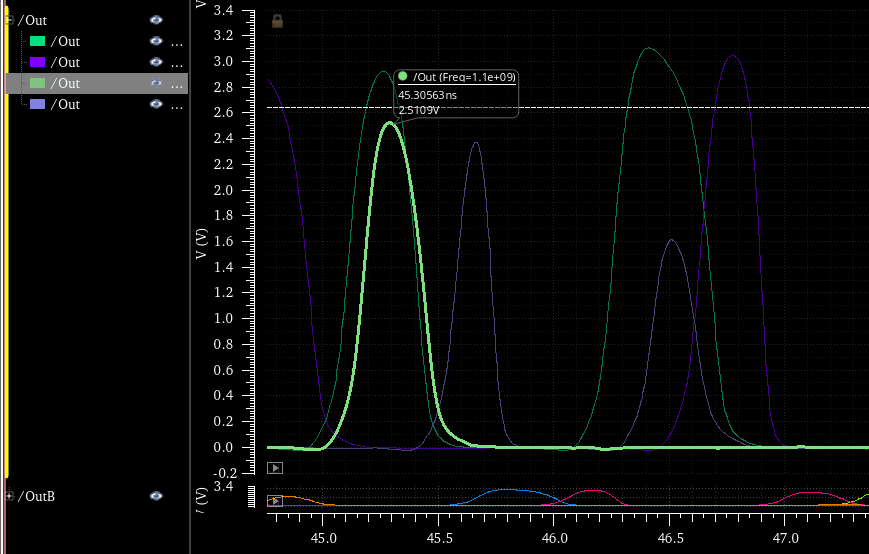 /Out
/Out
...
/Out
...
/Out
...
/Out
...
/OutB
V
3.4
3.2
3.0
2.8
2.6
2.4
2.2
2.0
1.8
1.6
1.4
1.2
1.0
0.8
0.6
0.4
0.2
0.0
-0.2
V (V)
/Out (Freq=1.1e+09)
45.30563ns
2.5109V
3.4
(V)
45.0
45.5
46.0
46.5
47.0